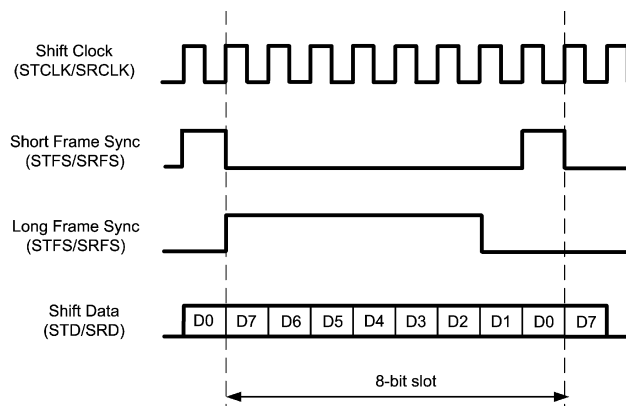 Shift Clock
(STCLK/SRCLK)
Short Frame Sync
(STFS/SRFS)
Long Frame Sync
(STFS/SRFS)
Shift Data
(STD/SRD)
D0 D7 D6 D5 D4 D3 D2 D1 D0 D7
8-bit slot